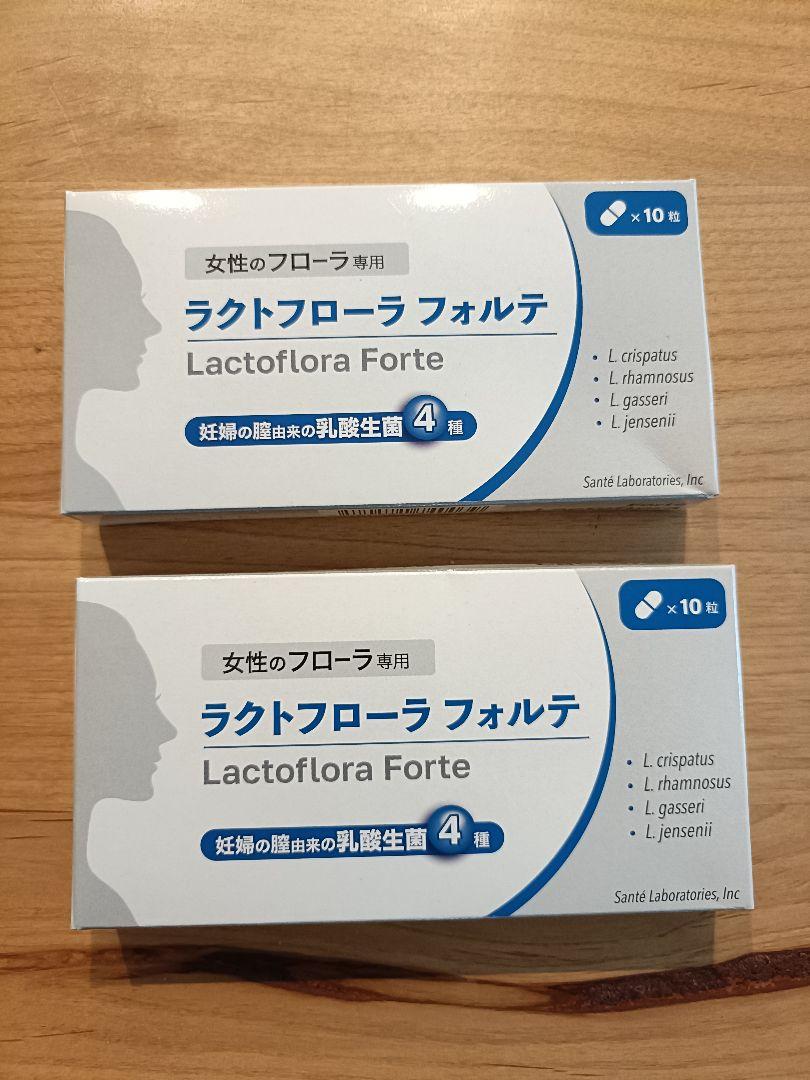 ×10粒
女性のフローラ専用
ラクトフローラ フォルテ
Lactoflora Forte
妊婦の膣由来の乳酸生菌4種
• L. crispatus
• L. rhamnosus
• L. gasseri
• L. jensenii
Santé Laboratories, Inc
×10粒
女性のフローラ専用
ラクトフローラ フォルテ
Lactoflora Forte
妊婦の膣由来の乳酸生菌4種
• L. crispatus
• L. rhamnosus
• L. gasseri
• L. jensenii
Santé Laboratories, Inc